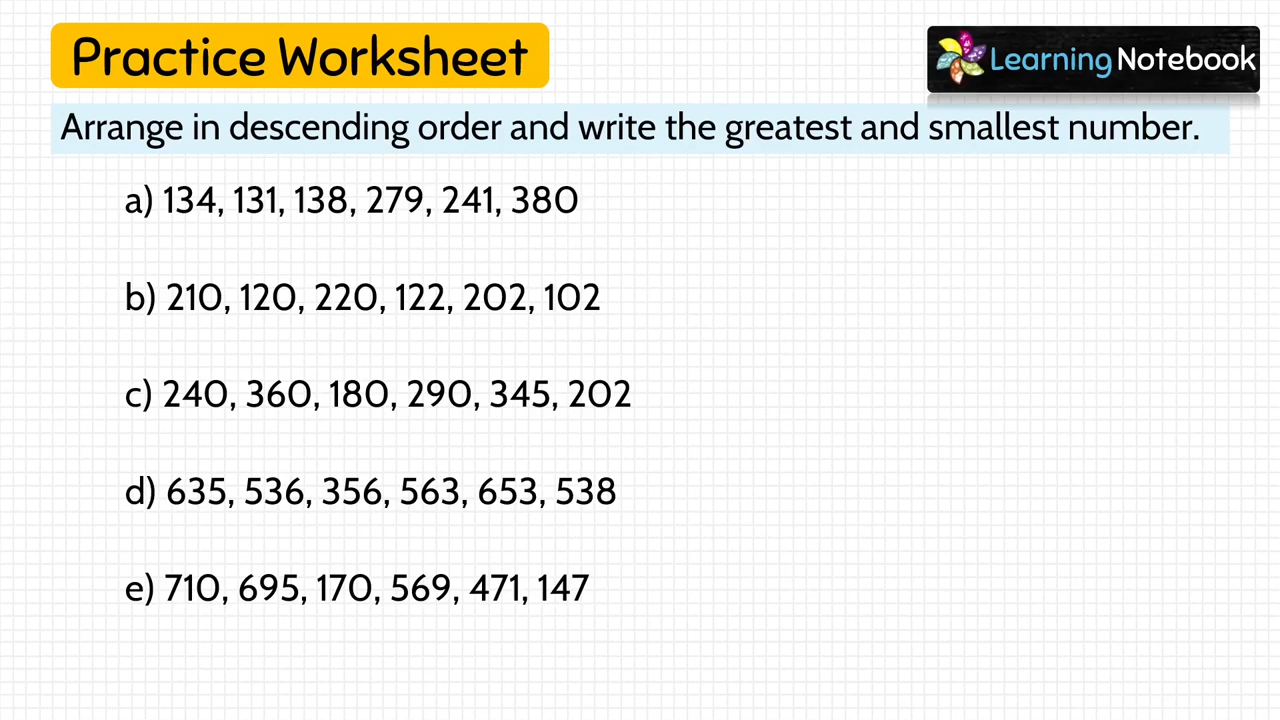 Practice Worksheet
Learning Notebook
Arrange in descending order and write the greatest and smallest number.
a) 134, 131, 138, 279, 241, 380
b) 210, 120, 220, 122, 202, 102
c) 240, 360, 180, 290, 345, 202
d) 635, 536, 356, 563, 653, 538
e) 710, 695, 170, 569, 471, 147